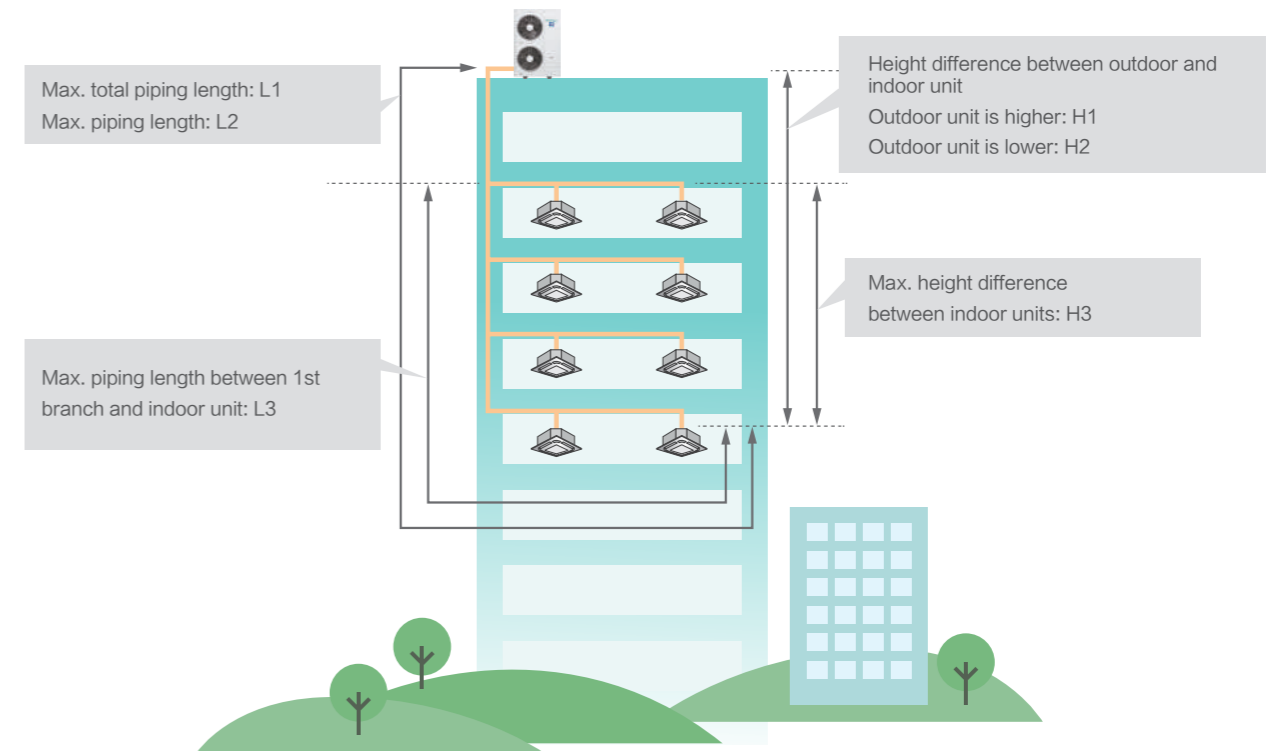 Max. total piping length: L1
Max. piping length: L2
Height difference between outdoor and
indoor unit
Outdoor unit is higher: H1
Outdoor unit is lower: H2
Max. height difference
between indoor units: H3
Max. piping length between 1st
branch and indoor unit: L3